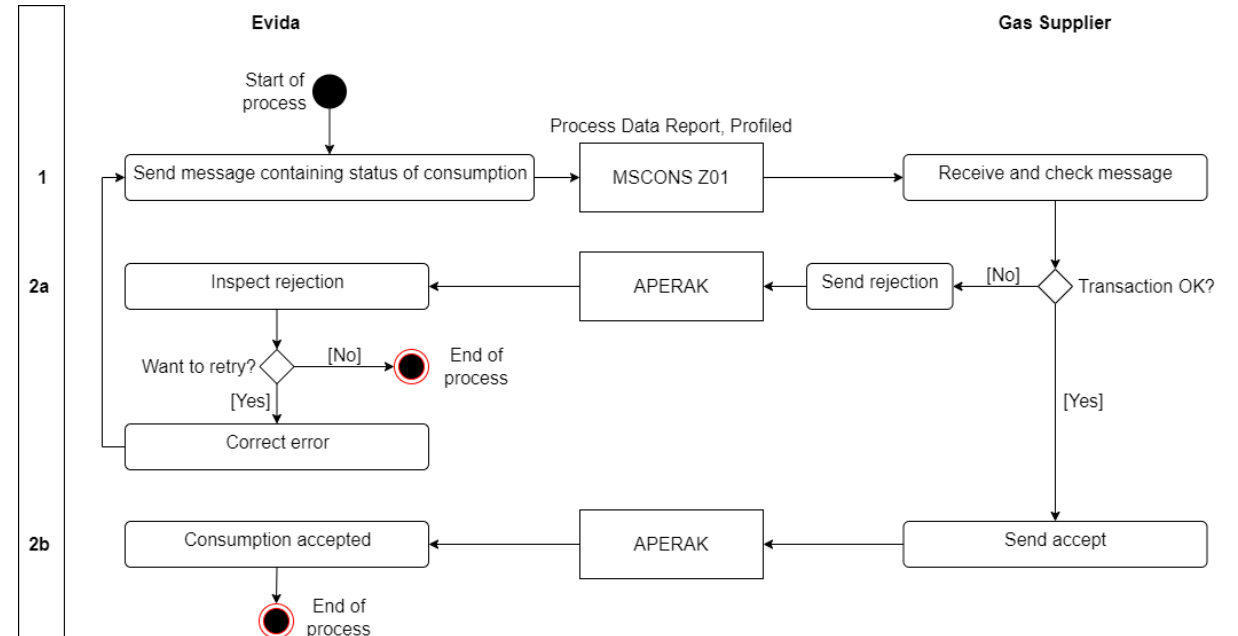 Evida
Gas Supplier
Start of
process
Process Data Report, Profiled
1
Send message containing status of consumption
MSCONS Z01
Receive and check message
2a
Inspect rejection
APERAK
Send rejection
[No]
Transaction OK?
Want to retry?
[No]
End of
process
[Yes]
[Yes]
Correct error
2b
Consumption accepted
APERAK
Send accept
End of
process